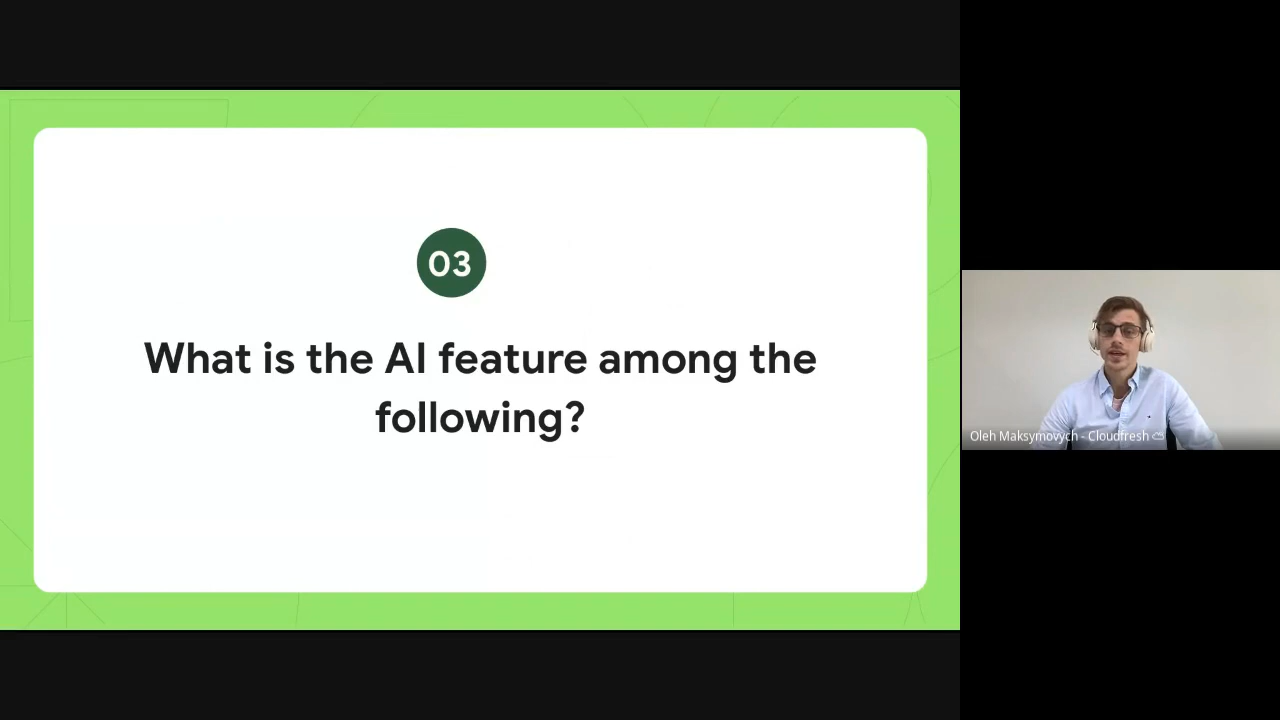 03
What is the AI feature among the
following?
Oleh Maksymovych - Cloudfresh